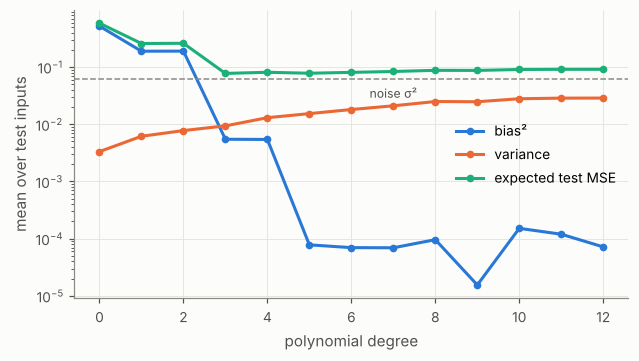 10⁻¹
10⁻²
10⁻³
10⁻⁴
10⁻⁵
mean over test inputs
noise σ²
bias²
variance
expected test MSE
0 2 4 6 8 10 12
polynomial degree